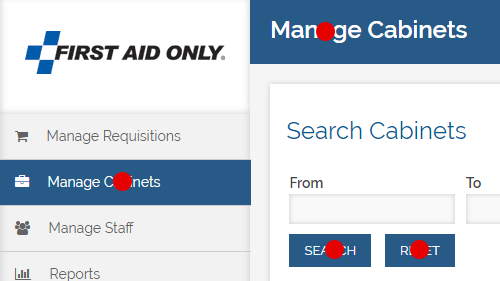 FIRST AID ONLY®
Manage Requisitions
Manage Cabinets
Manage Staff
Reports
Manage Cabinets
Search Cabinets
From
To
SEARCH
RESET